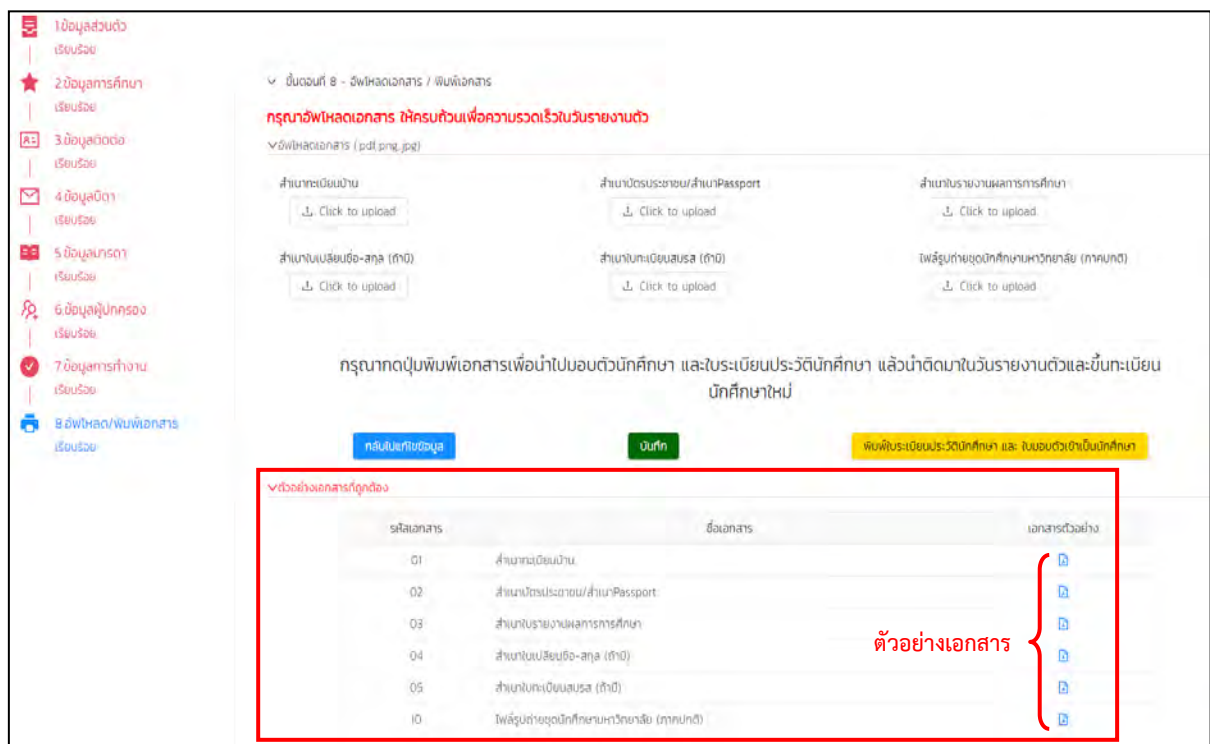 1.ข้อมูลส่วนตัว
เรียบร้อย
2.ข้อมูลการศึกษา
เรียบร้อย
3.ข้อมูลติดต่อ
เรียบร้อย
4.ข้อมูลบิดา
เรียบร้อย
5.ข้อมูลมารดา
เรียบร้อย
6.ข้อมูลผู้ปกครอง
เรียบร้อย
7.ข้อมูลการทำงาน
เรียบร้อย
8.อัพโหลด/พิมพ์เอกสาร
เรียบร้อย
ขั้นตอนที่ 8 - อัพโหลดเอกสาร / พิมพ์เอกสาร
กรุณาอัพโหลดเอกสาร ให้ครบถ้วนเพื่อความรวดเร็วในวันรายงานตัว
อัพโหลดเอกสาร (pdf,png,jpg)
สำเนาทะเบียนบ้าน สำเนาบัตรประชาชน/สำเนาPassport สำเนาใบรายงานผลการการศึกษา
Click to upload Click to upload Click to upload
สำเนาใบเปลี่ยนชื่อ-สกุล (ถ้ามี) สำเนาใบทะเบียนสมรส (ถ้ามี) ไฟล์รูปถ่ายชุดนักศึกษามหาวิทยาลัย (ภาคปกติ)
Click to upload Click to upload Click to upload
กรุณากดปุ่มพิมพ์เอกสารเพื่อนำไปมอบตัวนักศึกษา และใบระเบียนประวัตินักศึกษา แล้วนำติดมาในวันรายงานตัวและขึ้นทะเบียน
นักศึกษาใหม่
กลับไปแก้ไขข้อมูล บันทึก พิมพ์ใบระเบียนประวัตินักศึกษา และ ใบมอบตัวเข้าเป็นนักศึกษา
ตัวอย่างเอกสารที่ถูกต้อง
รหัสเอกสาร ชื่อเอกสาร เอกสารตัวอย่าง
01 สำเนาทะเบียนบ้าน
02 สำเนาบัตรประชาชน/สำเนาPassport
03 สำเนาใบรายงานผลการการศึกษา
ตัวอย่างเอกสาร
04 สำเนาใบเปลี่ยนชื่อ-สกุล (ถ้ามี)
05 สำเนาใบทะเบียนสมรส (ถ้ามี)
10 ไฟล์รูปถ่ายชุดนักศึกษามหาวิทยาลัย (ภาคปกติ)